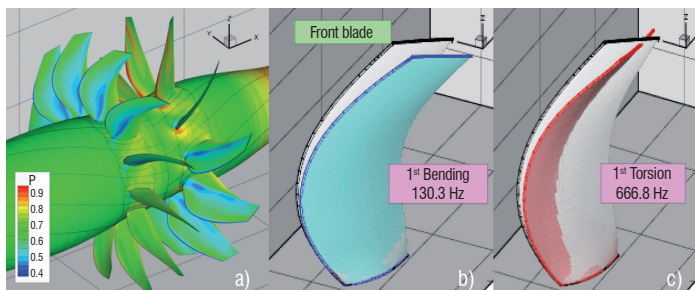 Z
Y
X
P
0.9
0.8
0.7
0.6
0.5
0.4
a)
Front blade
1st Bending
130.3 Hz
b)
Z
1st Torsion
666.8 Hz
c)
Z